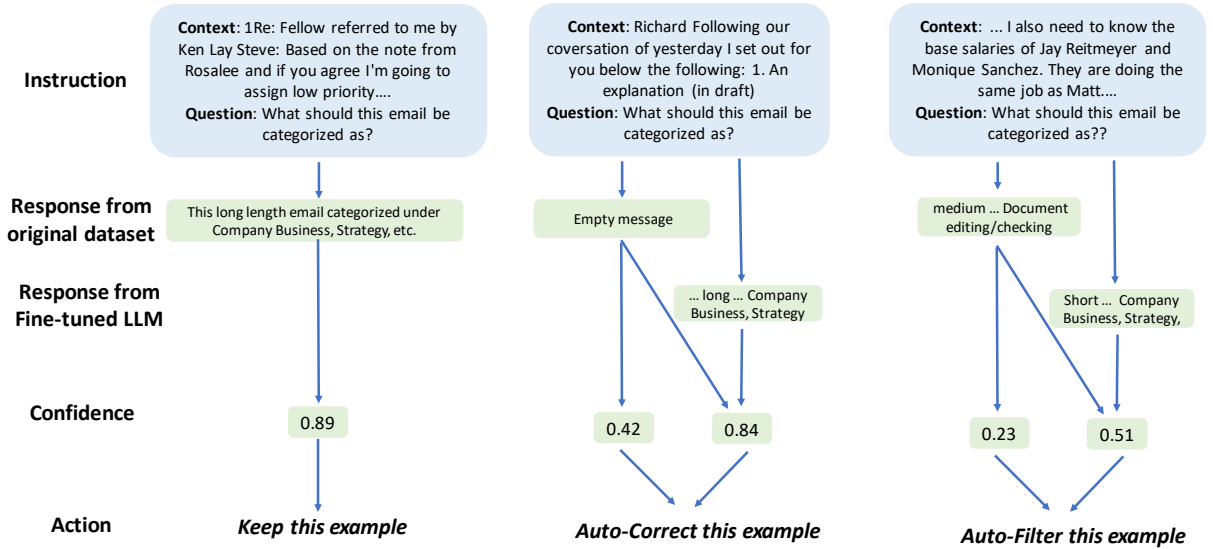 Instruction
Context: 1Re: Fellow referred to me by
Ken Lay Steve: Based on the note from
Rosalee and if you agree I'm going to
assign low priority....
Question: What should this email be
categorized as?
Context: Richard Following our
coversation of yesterday I set out for
you below the following: 1. An
explanation (in draft)
Question: What should this email be
categorized as?
Context: ... I also need to know the
base salaries of Jay Reitmeyer and
Monique Sanchez. They are doing the
same job as Matt....
Question: What should this email be
categorized as??
Response from
original dataset
This long length email categorized under
Company Business, Strategy, etc.
Empty message
medium ... Document
editing/checking
Response from
Fine-tuned LLM
... long ... Company
Business, Strategy
Short ... Company
Business, Strategy,
Confidence
0.89
0.42
0.84
0.23
0.51
Action
Keep this example
Auto-Correct this example
Auto-Filter this example